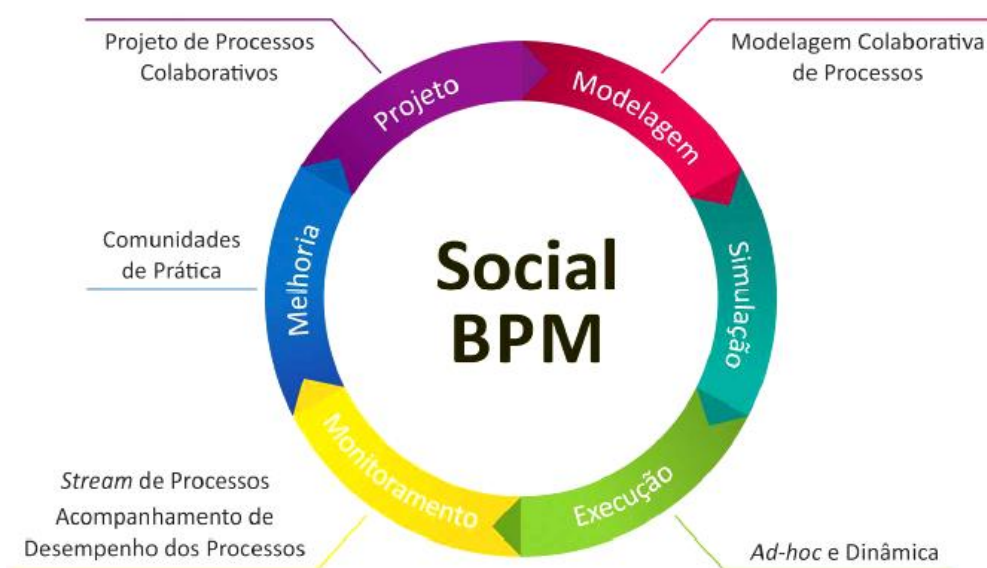 Projeto de Processos
Colaborativos
Modelagem Colaborativa
de Processos
Projeto
Modelagem
Comunidades
de Prática
Melhoria
Social
BPM
Simulação
Stream de Processos
Acompanhamento de
Desempenho dos Processos
Monitoramento
Execução
Ad-hoc e Dinâmica